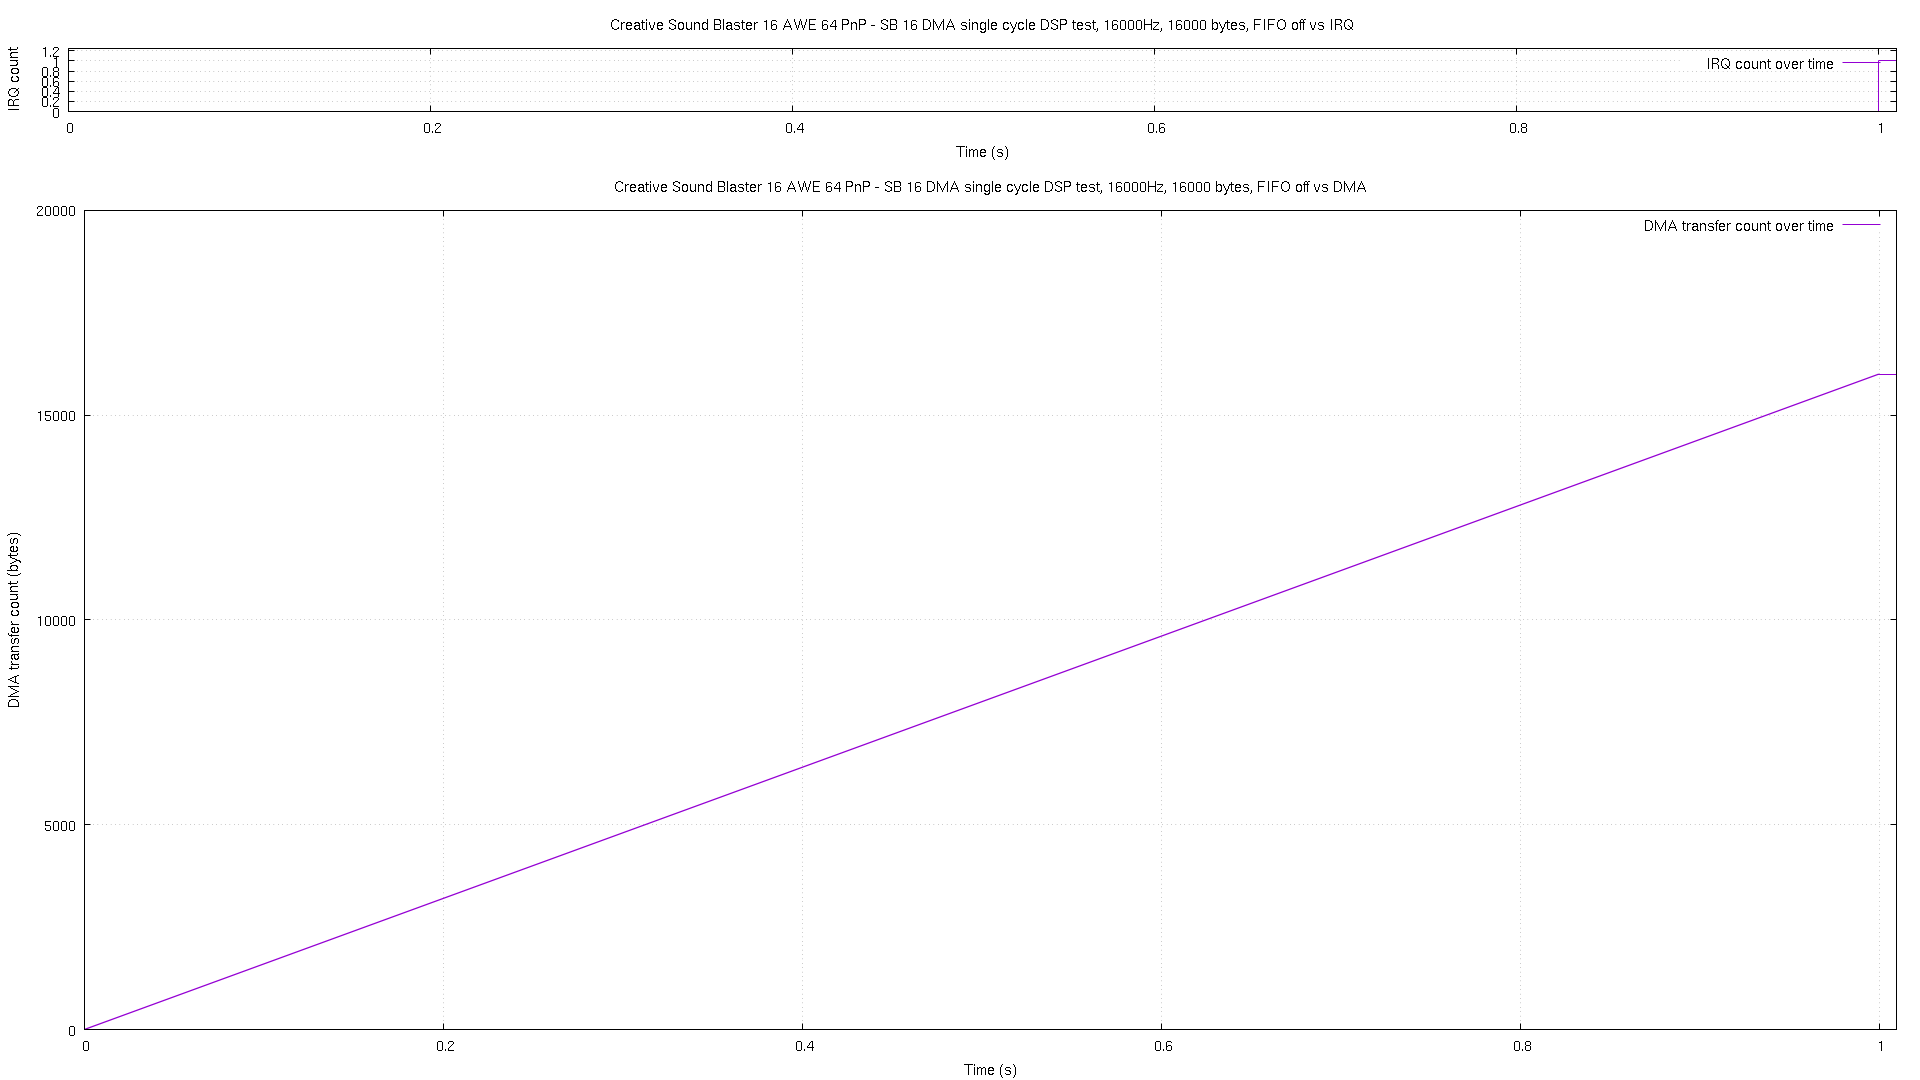 Creative Sound Blaster 16 AWE 64 PnP - SB 16 DMA single cycle DSP test, 16000Hz, 16000 bytes, FIFO off vs IRQ
IRQ count
1.2
1
0.8
0.6
0.4
0.2
0
IRQ count over time
0 0.2 0.4 0.6 0.8 1
Time (s)
Creative Sound Blaster 16 AWE 64 PnP - SB 16 DMA single cycle DSP test, 16000Hz, 16000 bytes, FIFO off vs DMA
DMA transfer count (bytes)
20000
15000
10000
5000
0
DMA transfer count over time
0 0.2 0.4 0.6 0.8 1
Time (s)